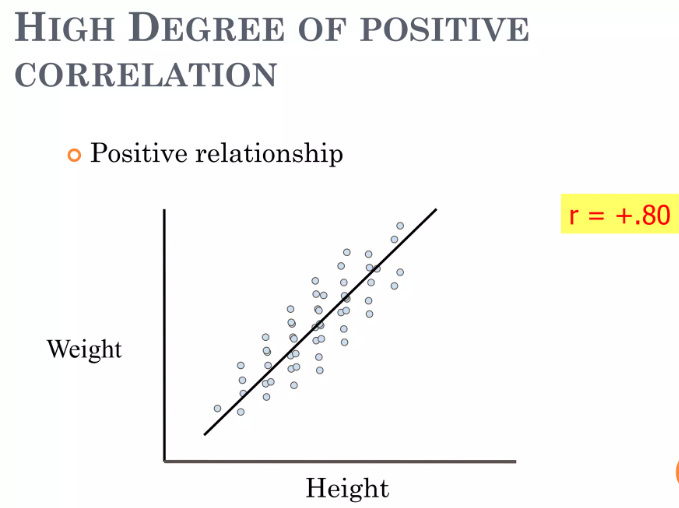 HIGH DEGREE OF POSITIVE
CORRELATION
Positive relationship
r = +.80
Weight
Height